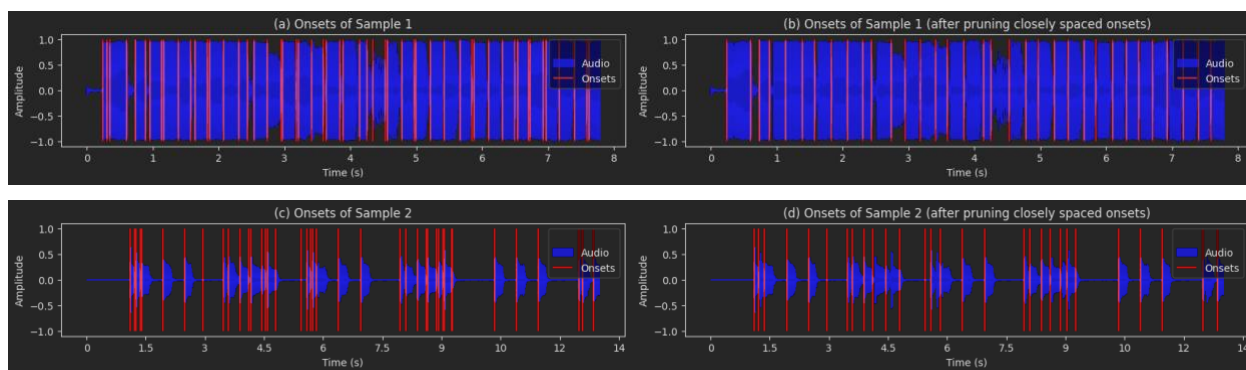 (a) Onsets of Sample 1
1.0
0.5
0.0
−0.5
−1.0
Amplitude
Audio
Onsets
0 1 2 3 4 5 6 7 8
Time (s)
(b) Onsets of Sample 1 (after pruning closely spaced onsets)
1.0
0.5
0.0
−0.5
−1.0
Amplitude
Audio
Onsets
0 1 2 3 4 5 6 7 8
Time (s)
(c) Onsets of Sample 2
1.0
0.5
0.0
−0.5
−1.0
Amplitude
Audio
Onsets
0 1.5 3 4.5 6 7.5 9 10.5 12 14
Time (s)
(d) Onsets of Sample 2 (after pruning closely spaced onsets)
1.0
0.5
0.0
−0.5
−1.0
Amplitude
Audio
Onsets
0 1.5 3 4.5 6 7.5 9 10.5 12 14
Time (s)